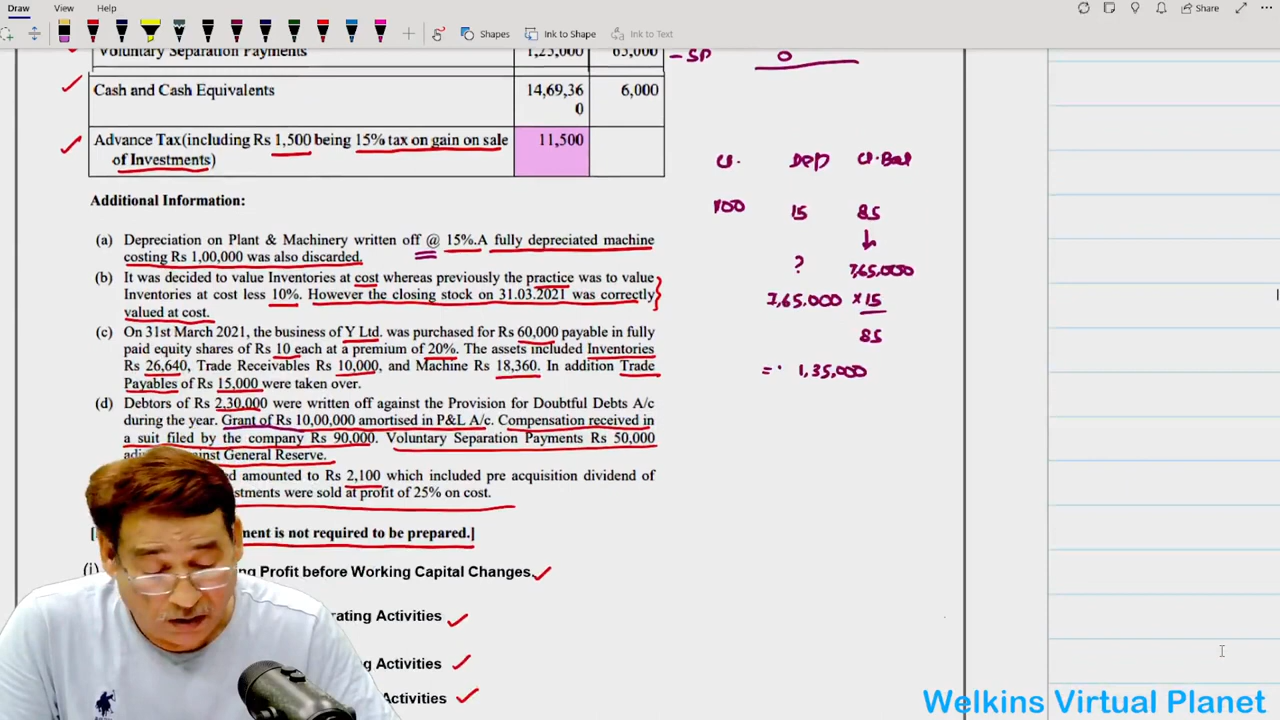 Draw View Help
Share
Shapes Ink to Shape Ink to Text
Voluntary Separation Payments 1,25,000 65,000
- SP 0
Cash and Cash Equivalents 14,69,36 6,000
0
Advance Tax(including Rs 1,500 being 15% tax on gain on sale 11,500
of Investments)
Additional Information:
(a) Depreciation on Plant & Machinery written off @ 15%.A fully depreciated machine
costing Rs 1,00,000 was also discarded.
(b) It was decided to value Inventories at cost whereas previously the practice was to value
Inventories at cost less 10%. However the closing stock on 31.03.2021 was correctly
valued at cost.
(c) On 31st March 2021, the business of Y Ltd. was purchased for Rs 60,000 payable in fully
paid equity shares of Rs 10 each at a premium of 20%. The assets included Inventories
Rs 26,640, Trade Receivables Rs 10,000, and Machine Rs 18,360. In addition Trade
Payables of Rs 15,000 were taken over.
(d) Debtors of Rs 2,30,000 were written off against the Provision for Doubtful Debts A/c
during the year. Grant of Rs 10,00,000 amortised in P&L A/c. Compensation received in
a suit filed by the company Rs 90,000. Voluntary Separation Payments Rs 50,000
General Reserve.
amounted to Rs 2,100 which included pre acquisition dividend of
were sold at profit of 25% on cost.
is not required to be prepared.]
(i) Profit before Working Capital Changes.
Activities
Activities
Activities
Dep Cl. Bal
100 15 85
? 7,65,000
7,65,000 × 15
85
= 1,35,000
Welkins Virtual Planet